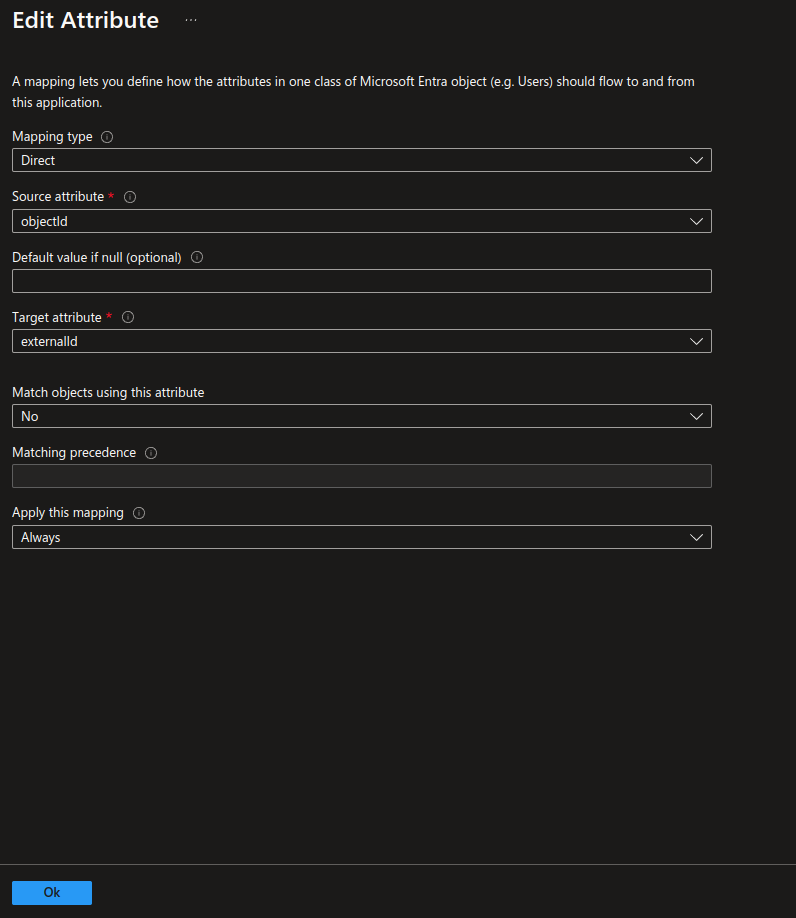 Edit Attribute ...
A mapping lets you define how the attributes in one class of Microsoft Entra object (e.g. Users) should flow to and from
this application.
Mapping type
Direct
Source attribute *
objectId
Default value if null (optional)
Target attribute *
externalId
Match objects using this attribute
No
Matching precedence
Apply this mapping
Always
Ok